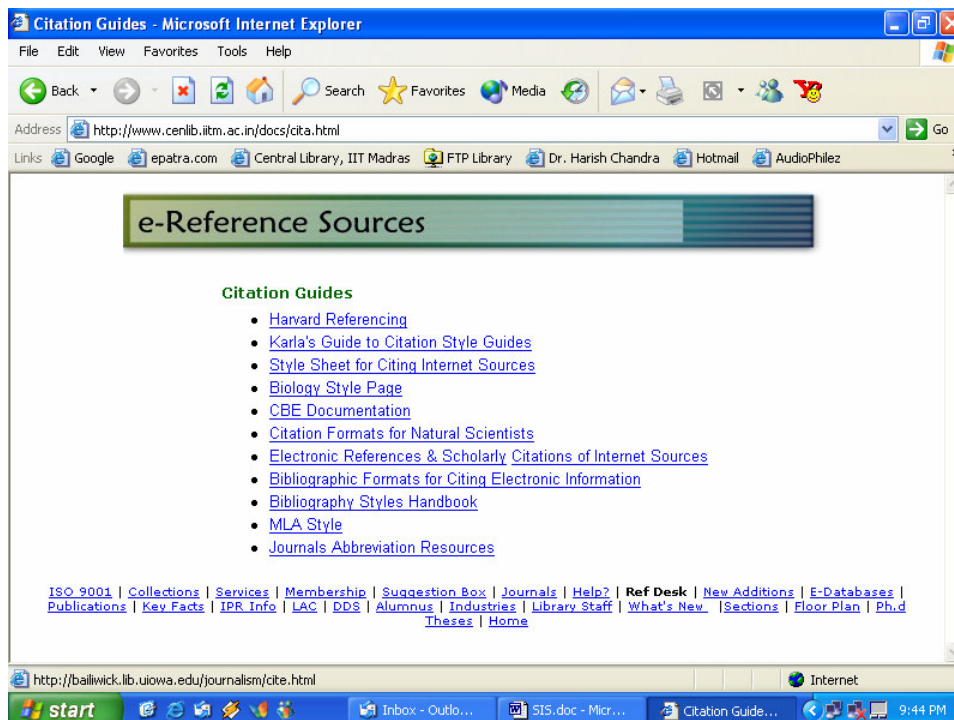 Citation Guides - Microsoft Internet Explorer
File Edit View Favorites Tools Help
Back Search Favorites Media
Address http://www.cenlib.iitm.ac.in/docs/cita.html Go
Links Google epatra.com Central Library, IIT Madras FTP Library Dr. Harish Chandra Hotmail AudioPhilez
e-Reference Sources
Citation Guides
Harvard Referencing
Karla's Guide to Citation Style Guides
Style Sheet for Citing Internet Sources
Biology Style Page
CBE Documentation
Citation Formats for Natural Scientists
Electronic References & Scholarly Citations of Internet Sources
Bibliographic Formats for Citing Electronic Information
Bibliography Styles Handbook
MLA Style
Journals Abbreviation Resources
ISO 9001 | Collections | Services | Membership | Suggestion Box | Journals | Help? | Ref Desk | New Additions | E-Databases |
Publications | Key Facts | IPR Info | LAC | DDS | Alumnus | Industries | Library Staff | What's New |Sections | Floor Plan | Ph.d
Theses | Home
http://bailiwick.lib.uiowa.edu/journalism/cite.html Internet
start Inbox - Outlo... SIS.doc - Micr... Citation Guide... 9:44 PM